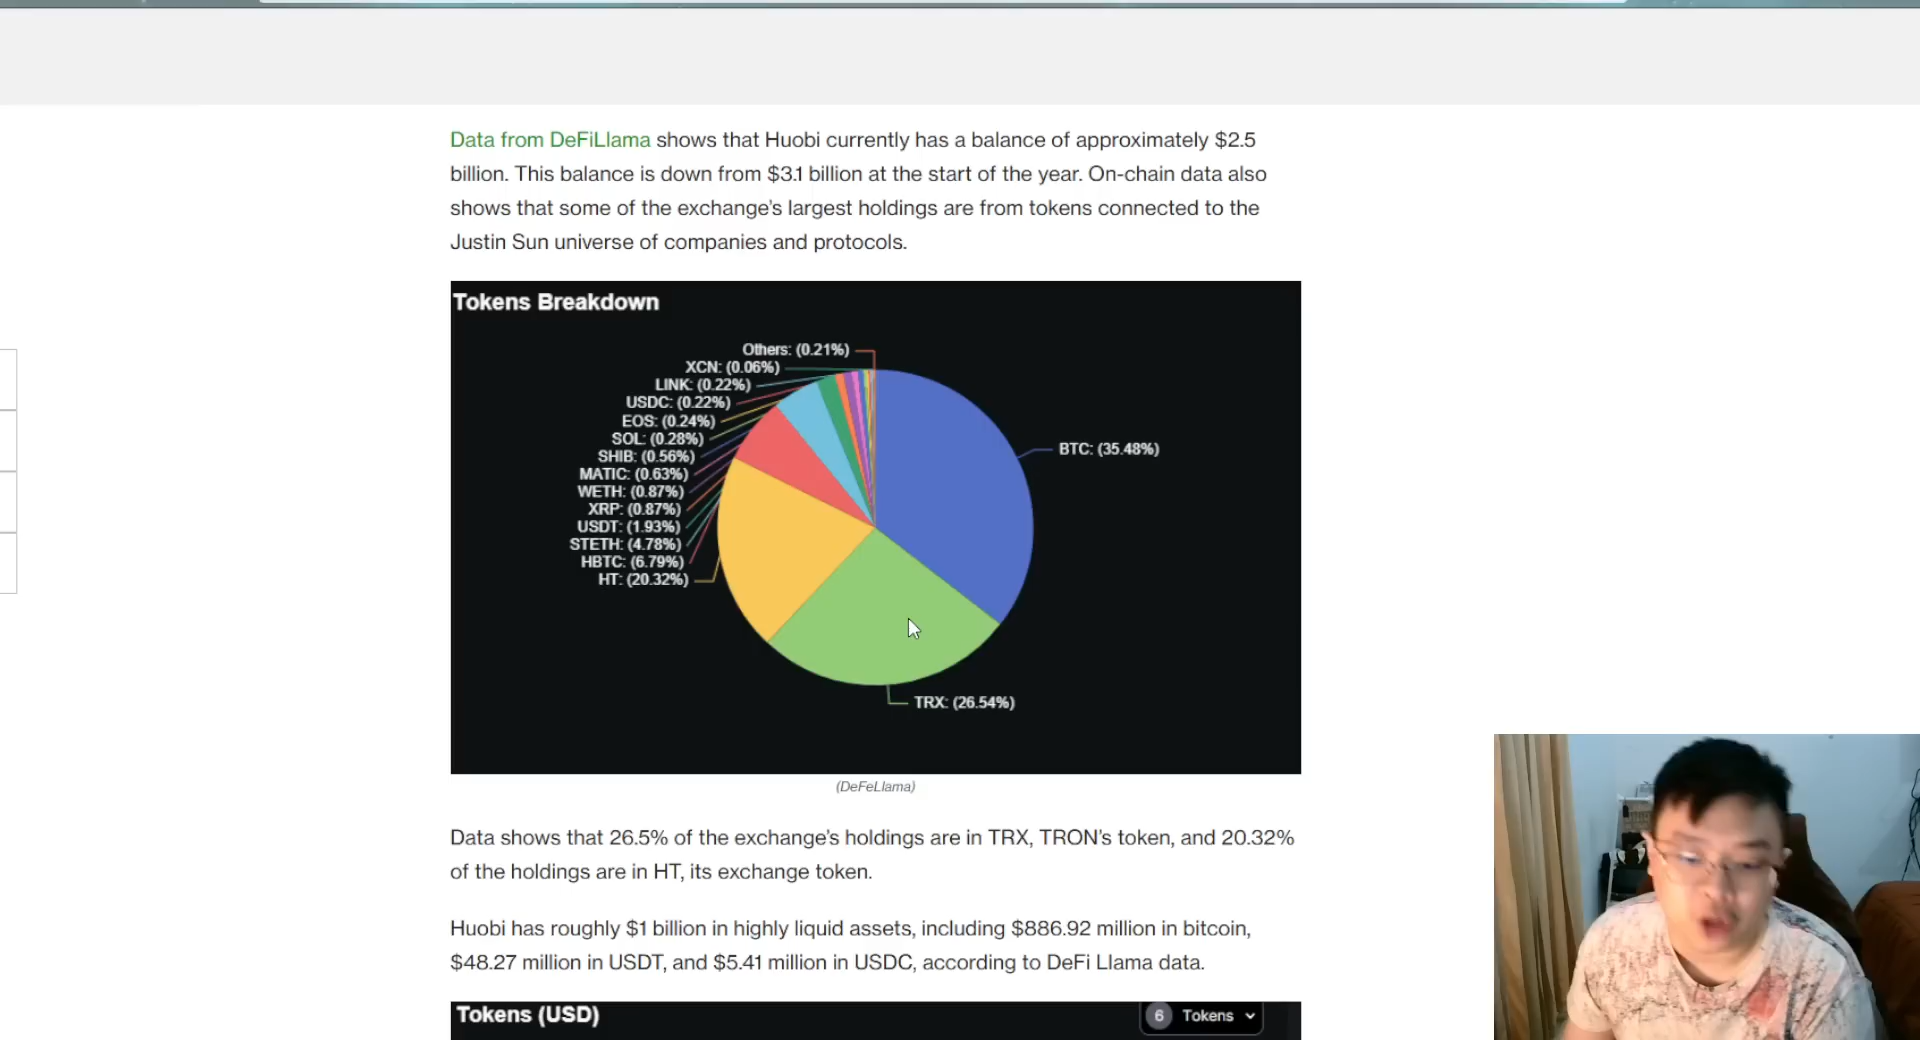 Data from DeFiLlama shows that Huobi currently has a balance of approximately $2.5
billion. This balance is down from $3.1 billion at the start of the year. On-chain data also
shows that some of the exchange's largest holdings are from tokens connected to the
Justin Sun universe of companies and protocols.
Tokens Breakdown
Others: (0.21%)
XCN: (0.06%)
LINK: (0.22%)
USDC: (0.22%)
EOS: (0.24%)
SOL: (0.28%)
SHIB: (0.56%)
MATIC: (0.63%)
WETH: (0.87%)
XRP: (0.87%)
USDT: (1.93%)
STETH: (4.78%)
HBTC: (6.79%)
HT: (20.32%)
BTC: (35.48%)
TRX: (26.54%)
(DeFeLlama)
Data shows that 26.5% of the exchange's holdings are in TRX, TRON's token, and 20.32%
of the holdings are in HT, its exchange token.
Huobi has roughly $1 billion in highly liquid assets, including $886.92 million in bitcoin,
$48.27 million in USDT, and $5.41 million in USDC, according to DeFi Llama data.
Tokens (USD)
6 Tokens